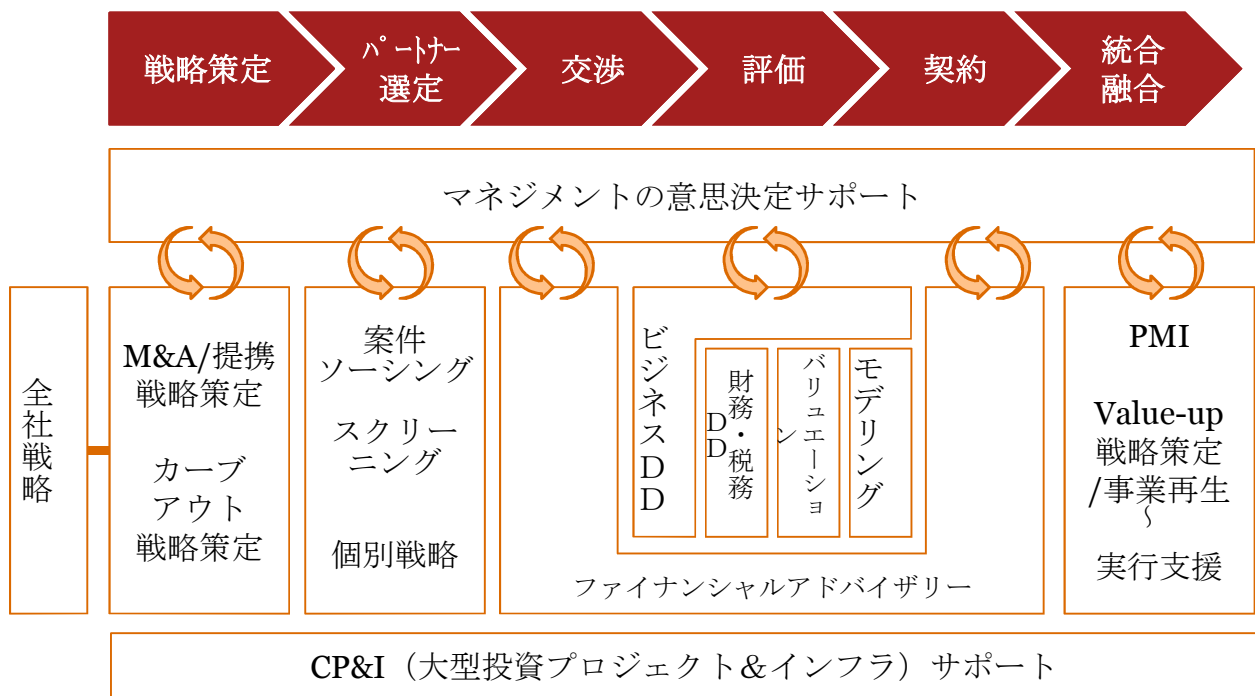 戦略策定
パートナー
選定
交渉
評価
契約
統合
融合
マネジメントの意思決定サポート
全社戦略
M&A/提携
戦略策定
カーブ
アウト
戦略策定
案件
ソーシング
スクリー
ニング
個別戦略
ビジネスDD
財務・税務
DD
バリュエーショ
ン
モデリング
ファイナンシャルアドバイザリー
PMI
Value-up
戦略策定
/事業再生
~
実行支援
CP&I（大型投資プロジェクト＆インフラ）サポート